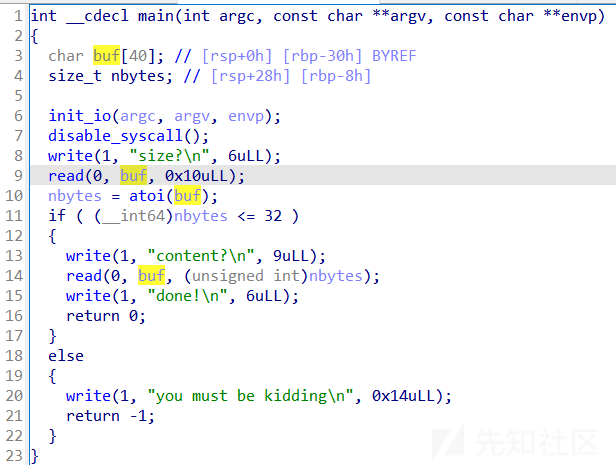 1 int __cdecl main(int argc, const char **argv, const char **envp)
2 {
3 char buf[40]; // [rsp+0h] [rbp-30h] BYREF
4 size_t nbytes; // [rsp+28h] [rbp-8h]
5
6 init_io(argc, argv, envp);
7 disable_syscall();
8 write(1, "size?\n", 6uLL);
9 read(0, buf, 0x10uLL);
10 nbytes = atoi(buf);
11 if ( (__int64)nbytes <= 32 )
12 {
13 write(1, "content?\n", 9uLL);
14 read(0, buf, (unsigned int)nbytes);
15 write(1, "done!\n", 6uLL);
16 return 0;
17 }
18 else
19 {
20 write(1, "you must be kidding\n", 0x14uLL);
21 return -1;
22 }
23 }
先知社区